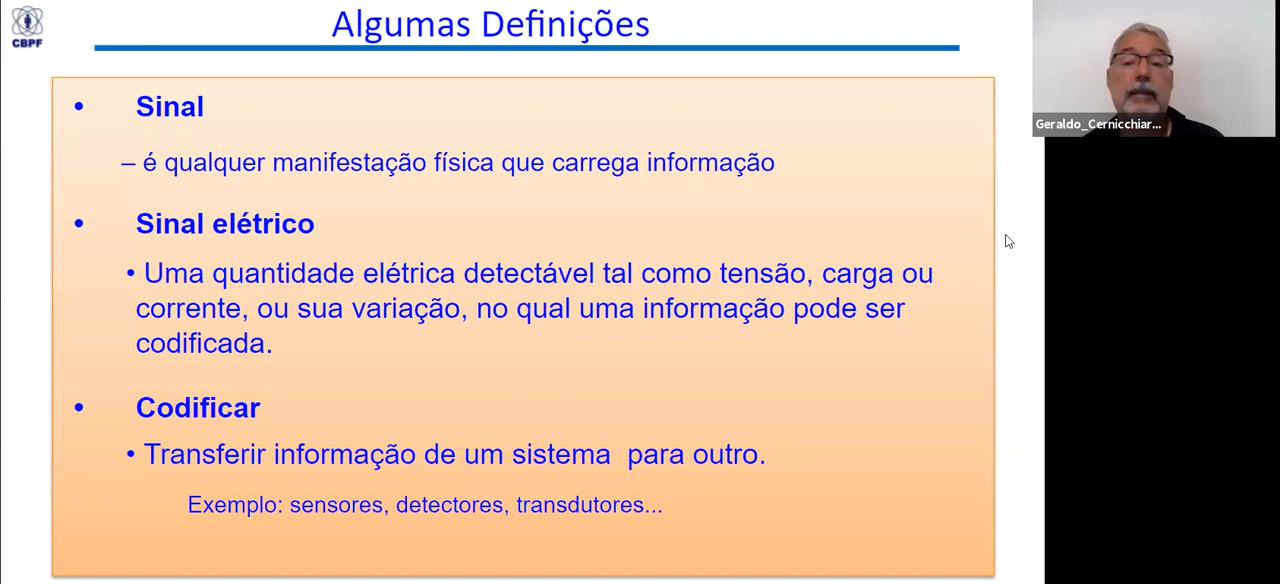 CBPF
Algumas Definições
• Sinal
– é qualquer manifestação física que carrega informação
• Sinal elétrico
• Uma quantidade elétrica detectável tal como tensão, carga ou
corrente, ou sua variação, no qual uma informação pode ser
codificada.
• Codificar
• Transferir informação de um sistema para outro.
Exemplo: sensores, detectores, transdutores...
Geraldo_Cernicchiar...